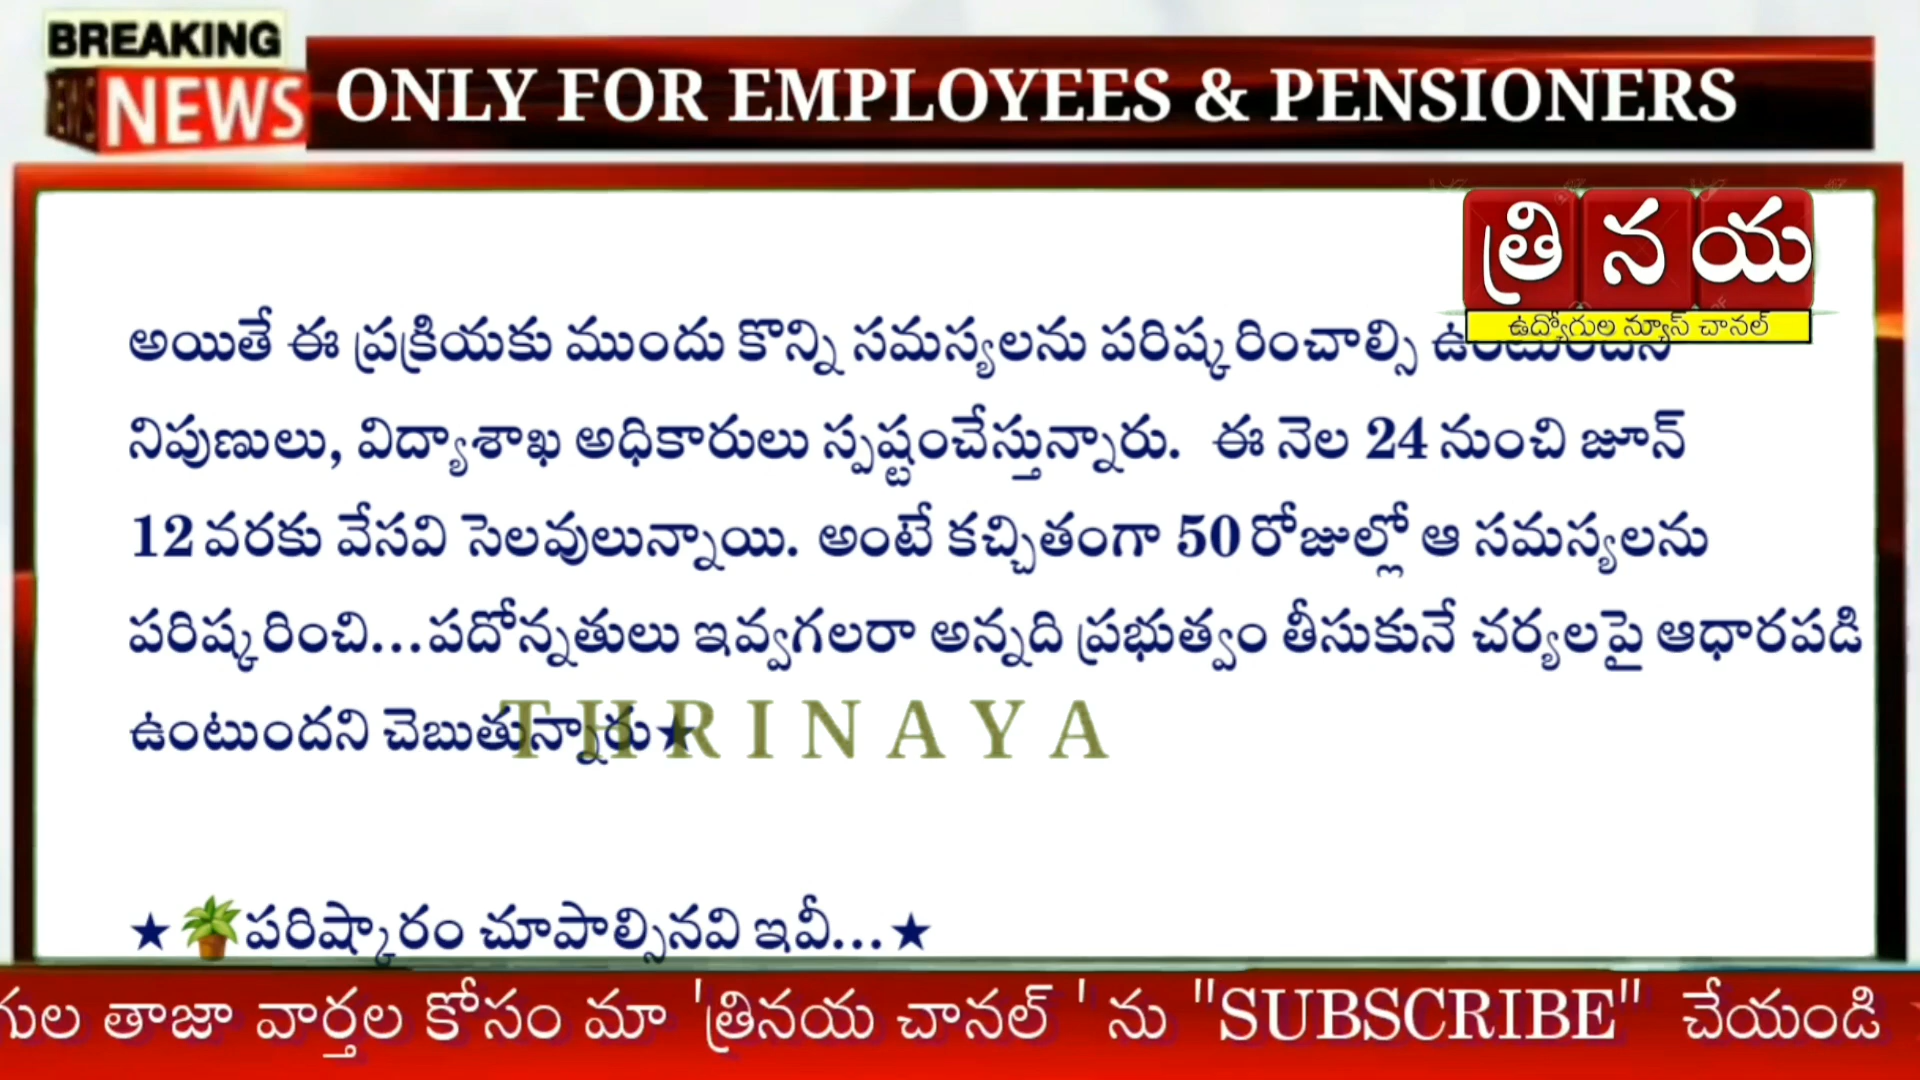 BREAKING
NEWS
ONLY FOR EMPLOYEES & PENSIONERS
త్రినయ
ఉద్యోగుల న్యూస్ చానల్
అయితే ఈ ప్రక్రియకు ముందు కొన్ని సమస్యలను పరిష్కరించాల్సి ఉంటుందని
నిపుణులు, విద్యాశాఖ అధికారులు స్పష్టంచేస్తున్నారు. ఈ నెల 24 నుంచి జూన్
12 వరకు వేసవి సెలవులున్నాయి. అంటే కచ్చితంగా 50 రోజుల్లో ఆ సమస్యలను
పరిష్కరించి...పదోన్నతులు ఇవ్వగలరా అన్నది ప్రభుత్వం తీసుకునే చర్యలపై ఆధారపడి
ఉంటుందని చెబుతున్నారు★
THRINAYA
★🪴పరిష్కారం చూపాల్సినవి ఇవీ...★
తాజా వార్తల కోసం మా 'త్రినయ చానల్ ' ను "SUBSCRIBE" చేయండి